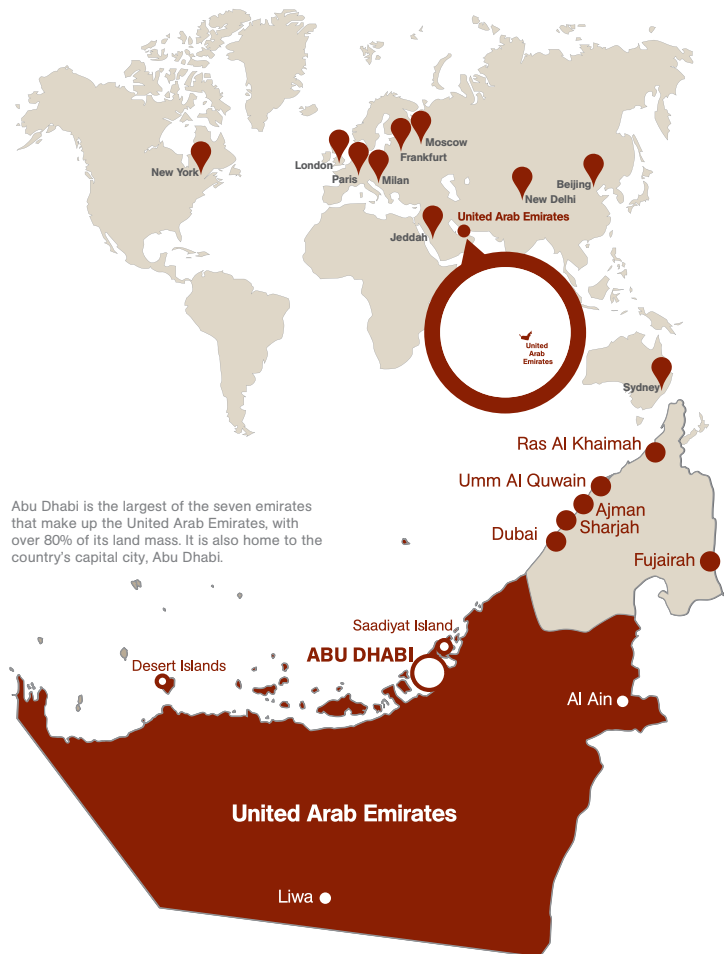 Moscow
New York
London
Frankfurt
Paris
Milan
Beijing
New Delhi
United Arab Emirates
Jeddah
United
Arab
Emirates
Sydney
Ras Al Khaimah
Umm Al Quwain
Ajman
Sharjah
Dubai
Fujairah
Abu Dhabi is the largest of the seven emirates
that make up the United Arab Emirates, with
over 80% of its land mass. It is also home to the
country’s capital city, Abu Dhabi.
Saadiyat Island
ABU DHABI
Desert Islands
Al Ain
United Arab Emirates
Liwa